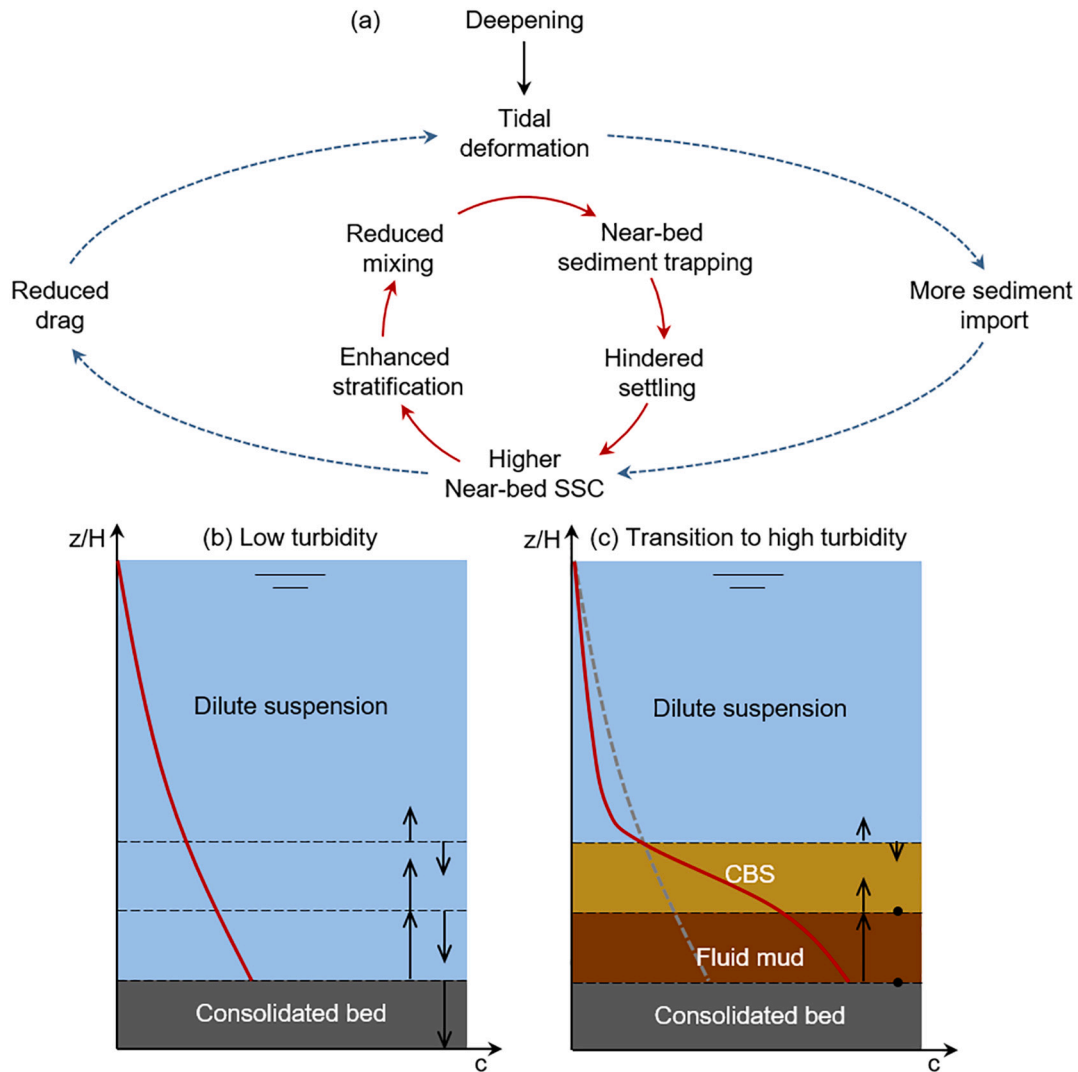 (a)
Deepening
Tidal
deformation
Reduced
mixing
Near-bed
sediment trapping
Reduced
drag
More sediment
import
Enhanced
stratification
Hindered
settling
Higher
Near-bed SSC
z/H
(b) Low turbidity
Dilute suspension
Consolidated bed
c
z/H
(c) Transition to high turbidity
Dilute suspension
CBS
Fluid mud
Consolidated bed
c